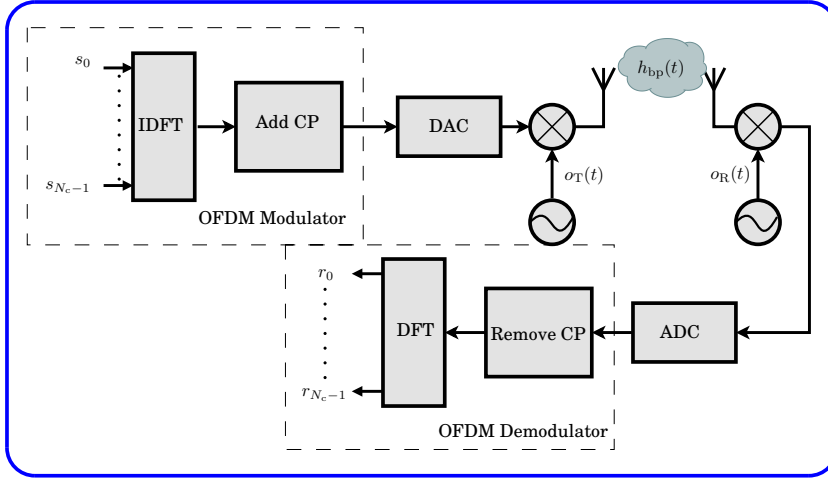 s_0
s_{N_c−1}
IDFT
Add CP
OFDM Modulator
DAC
o_T(t)
h_bp(t)
o_R(t)
r_0
r_{N_c−1}
DFT
Remove CP
ADC
OFDM Demodulator